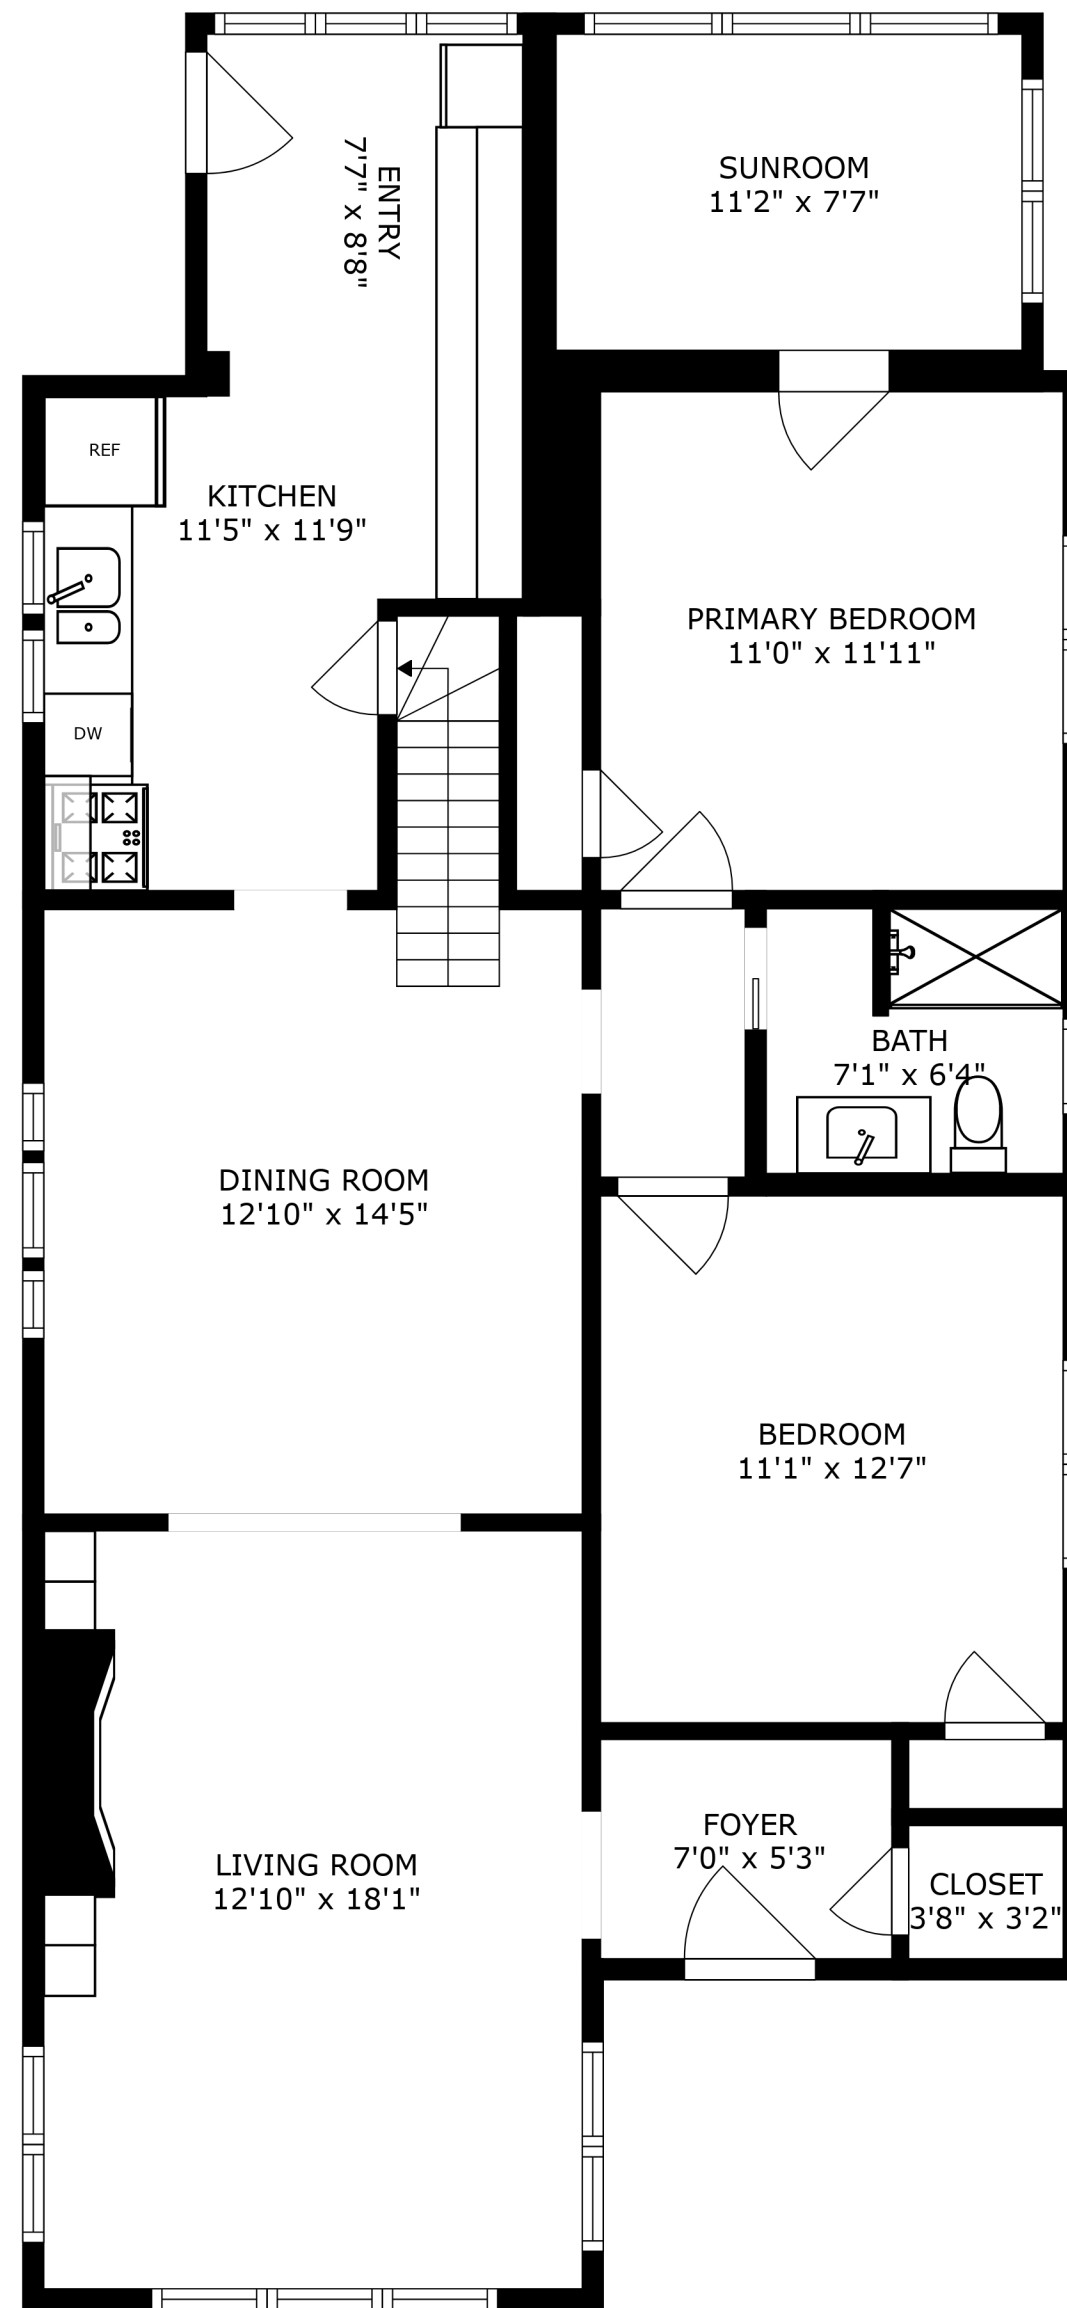 SUNROOM
11'2" x 7'7"
ENTRY
7'7" x 8'8"
REF
KITCHEN
11'5" x 11'9"
PRIMARY BEDROOM
11'0" x 11'11"
DW
BATH
7'1" x 6'4"
DINING ROOM
12'10" x 14'5"
BEDROOM
11'1" x 12'7"
FOYER
7'0" x 5'3"
LIVING ROOM
12'10" x 18'1"
CLOSET
3'8" x 3'2"